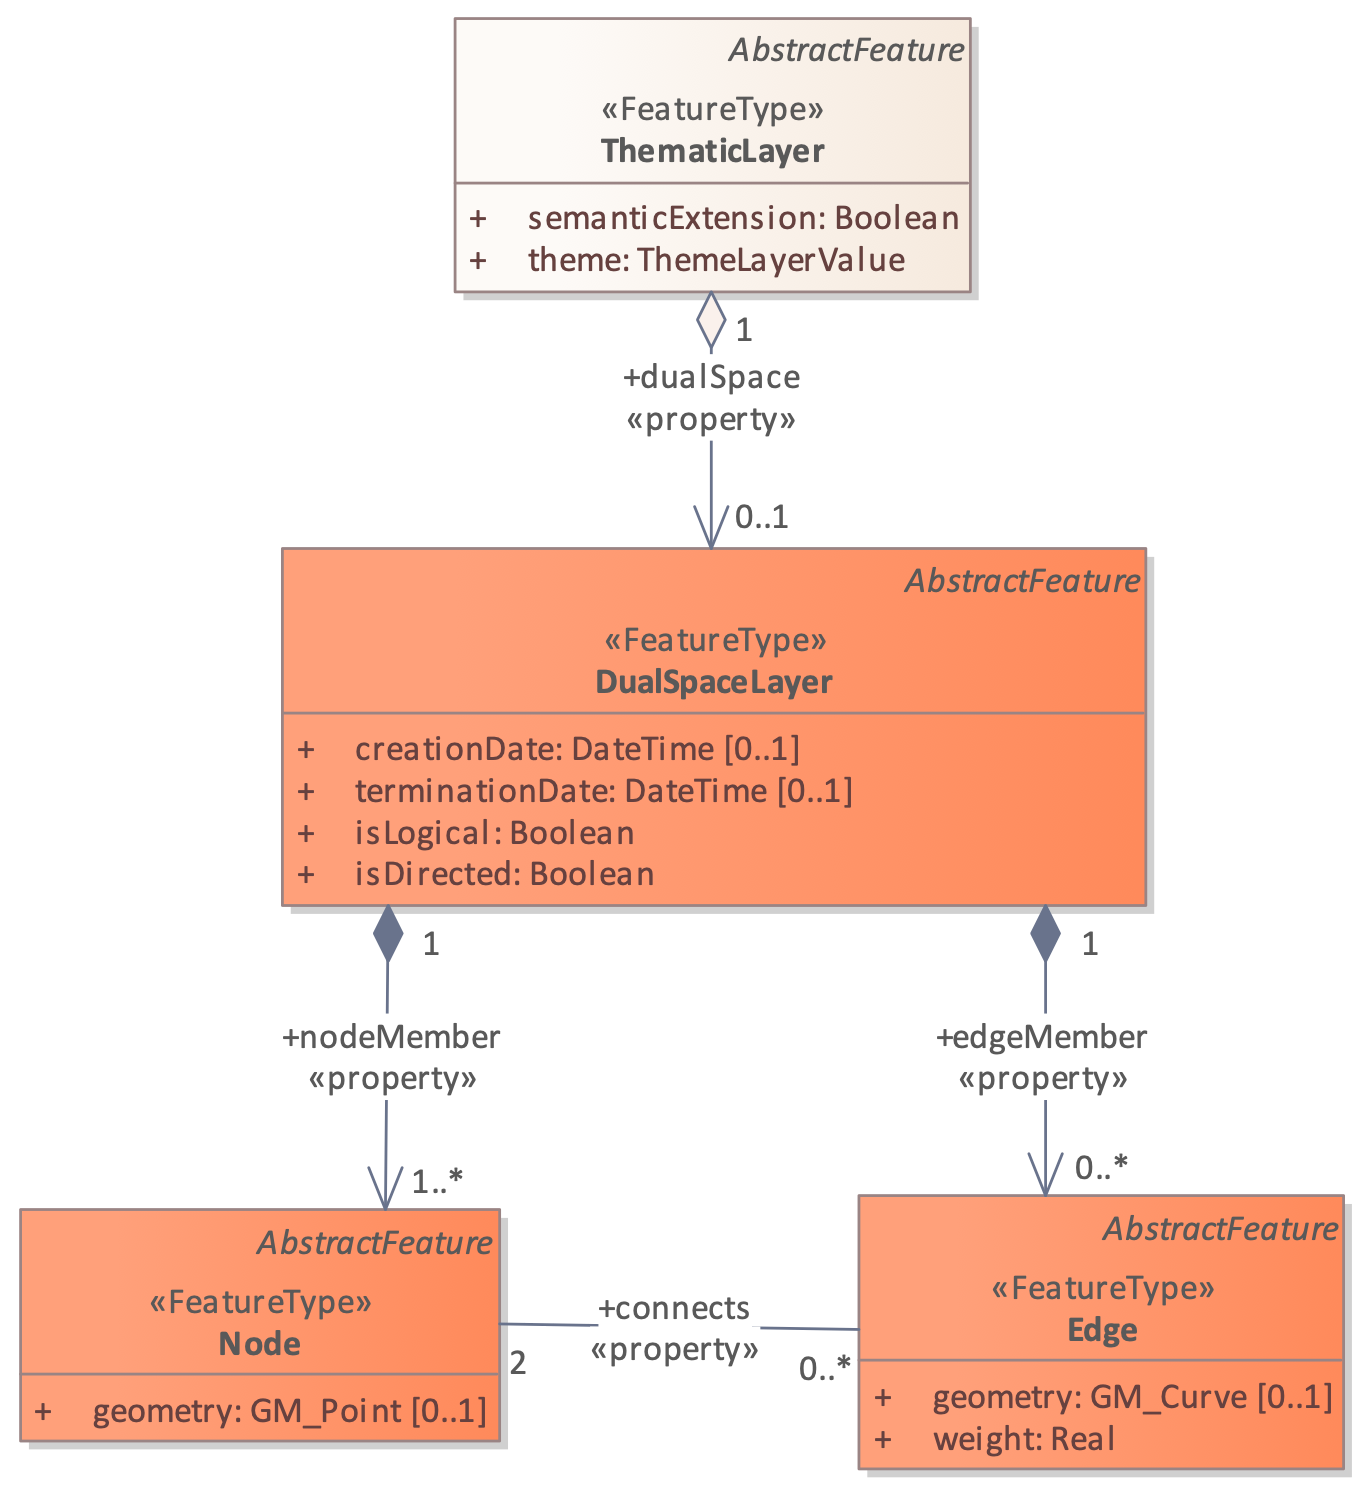 AbstractFeature
«FeatureType»
ThematicLayer
+ semanticExtension: Boolean
+ theme: ThemeLayerValue
1
+dualSpace
«property»
0..1
AbstractFeature
«FeatureType»
DualSpaceLayer
+ creationDate: DateTime [0..1]
+ terminationDate: DateTime [0..1]
+ isLogical: Boolean
+ isDirected: Boolean
1
+nodeMember
«property»
1..*
1
+edgeMember
«property»
0..*
AbstractFeature
«FeatureType»
Node
+ geometry: GM_Point [0..1]
2
+connects
«property»
0..*
AbstractFeature
«FeatureType»
Edge
+ geometry: GM_Curve [0..1]
+ weight: Real